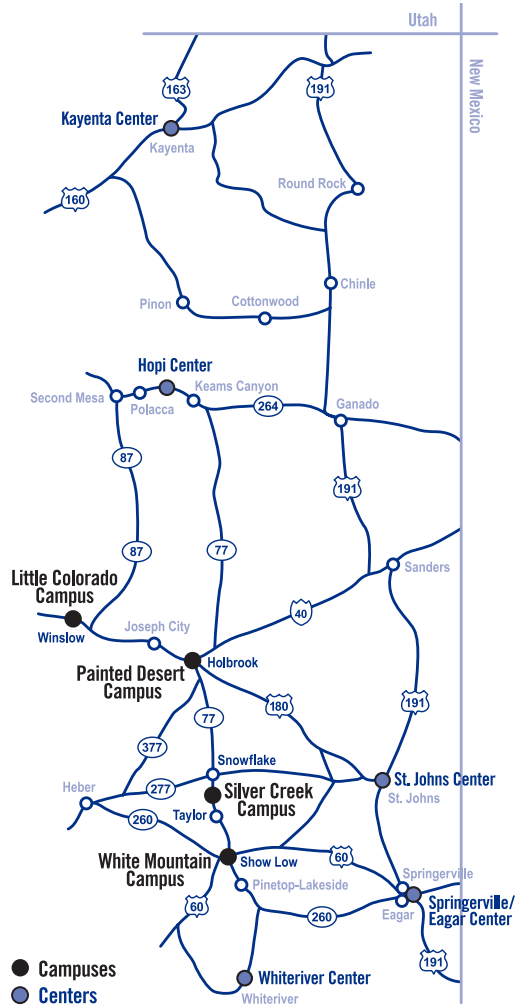 Utah
New Mexico
163
191
Kayenta Center
Kayenta
Round Rock
160
Chinle
Pinon
Cottonwood
Hopi Center
Second Mesa
Polacca
Keams Canyon
264
Ganado
87
191
87
77
Little Colorado
Campus
Sanders
Winslow
Joseph City
40
Holbrook
Painted Desert
Campus
77
180
191
377
Snowflake
277
Heber
St. Johns Center
St. Johns
Silver Creek
Campus
260
Taylor
White Mountain
Campus
Show Low
60
Springerville
Pinetop-Lakeside
60
260
Eagar
Springerville/
Eagar Center
191
Campuses
Whiteriver Center
Centers
Whiteriver